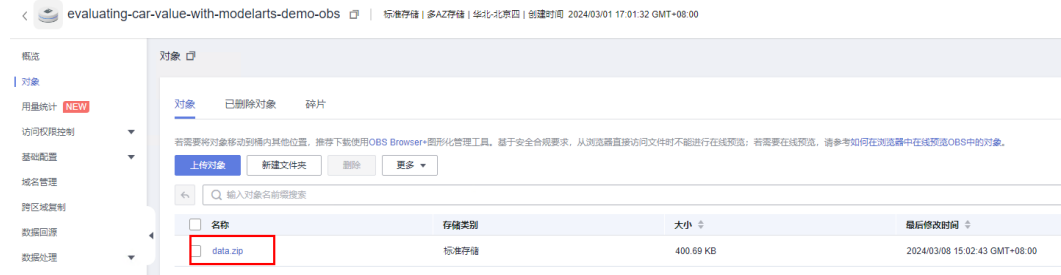 evaluating-car-value-with-modelarts-demo-obs 标准存储 | 多AZ存储 | 华北-北京四 | 创建时间 2024/03/01 17:01:32 GMT+08:00
概览
对象
用量统计 NEW
访问权限控制
基础配置
域名管理
跨区域复制
数据回源
数据处理
对象
对象 已删除对象 碎片
若需要将对象移动到桶内其他位置，推荐下载使用OBS Browser+图形化管理工具。基于安全合规要求，从浏览器直接访问文件时不能进行在线预览；若需要在线预览，请参考如何在浏览器中在线预览OBS中的对象。
上传对象 新建文件夹 删除 更多
输入对象名前缀搜索
名称 存储类别 大小 最后修改时间
data.zip 标准存储 400.69 KB 2024/03/08 15:02:43 GMT+08:00